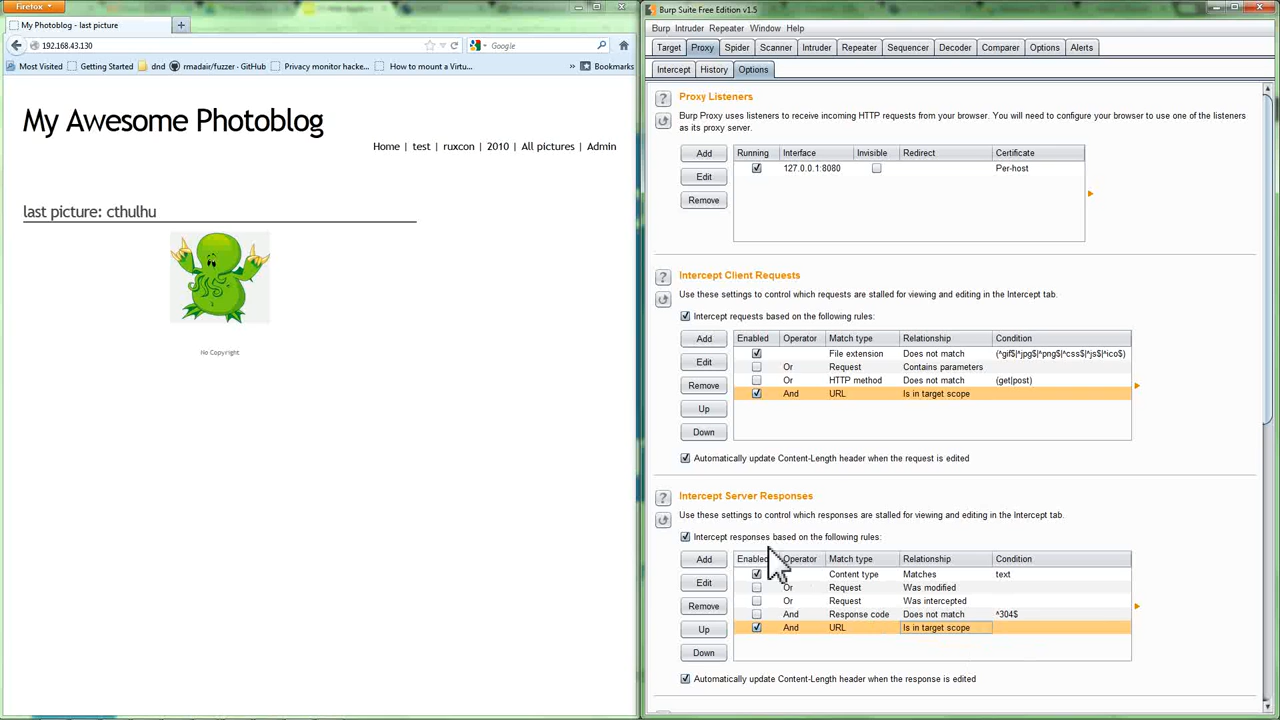 Firefox
My Photoblog - last picture
192.168.43.130
Google
Most Visited
Getting Started
dnd
rmadair/fuzzer · GitHub
Privacy monitor hacke...
How to mount a Virtu...
»
Bookmarks
My Awesome Photoblog
Home | test | ruxcon | 2010 | All pictures | Admin
last picture: cthulhu
No Copyright
Burp Suite Free Edition v1.5
Burp Intruder Repeater Window Help
Target Proxy Spider Scanner Intruder Repeater Sequencer Decoder Comparer Options Alerts
Intercept History Options
? Proxy Listeners
Burp Proxy uses listeners to receive incoming HTTP requests from your browser. You will need to configure your browser to use one of the listeners
as its proxy server.
Add Running Interface Invisible Redirect Certificate
127.0.0.1:8080 Per-host
Edit
Remove
? Intercept Client Requests
Use these settings to control which requests are stalled for viewing and editing in the Intercept tab.
Intercept requests based on the following rules:
Add Enabled Operator Match type Relationship Condition
File extension Does not match (^gif$|^jpg$|^png$|^css$|^js$|^ico$)
Edit Or Request Contains parameters
Remove Or HTTP method Does not match (get|post)
And URL Is in target scope
Up
Down
Automatically update Content-Length header when the request is edited
? Intercept Server Responses
Use these settings to control which responses are stalled for viewing and editing in the Intercept tab.
Intercept responses based on the following rules:
Add Enabled Operator Match type Relationship Condition
Content type Matches text
Edit Or Request Was modified
Remove Or Request Was intercepted
And Response code Does not match ^304$
Up And URL Is in target scope
Down
Automatically update Content-Length header when the response is edited